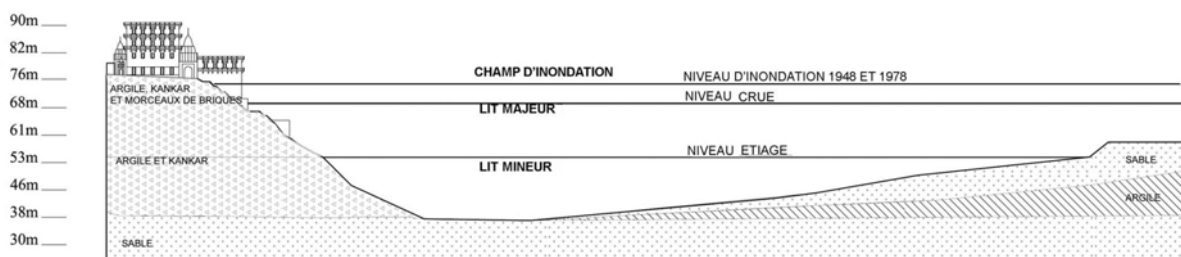 90m
82m
76m
68m
61m
53m
46m
38m
30m
CHAMP D'INONDATION
NIVEAU D'INONDATION 1948 ET 1978
ARGILE, KANKAR
ET MORCEAUX DE BRIQUES
NIVEAU CRUE
LIT MAJEUR
NIVEAU ETIAGE
ARGILE ET KANKAR
LIT MINEUR
SABLE
ARGILE
SABLE